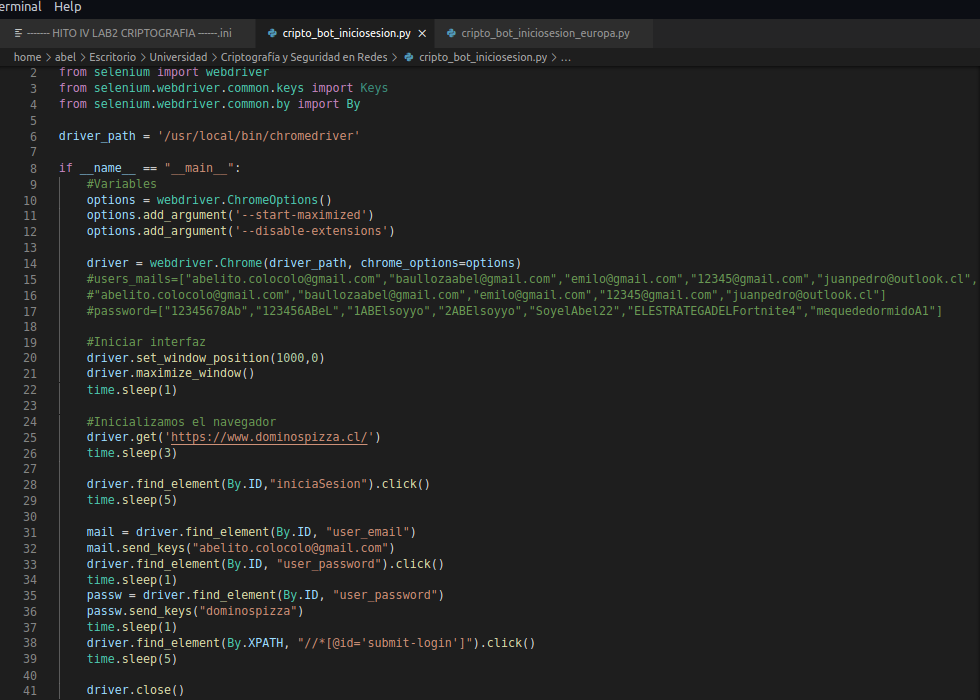 erminal Help
------- HITO IV LAB2 CRIPTOGRAFIA ------.ini cripto_bot_iniciosesion.py cripto_bot_iniciosesion_europa.py
home > abel > Escritorio > Universidad > Criptografía y Seguridad en Redes > cripto_bot_iniciosesion.py > ...
2 from selenium import webdriver
3 from selenium.webdriver.common.keys import Keys
4 from selenium.webdriver.common.by import By
5
6 driver_path = '/usr/local/bin/chromedriver'
7
8 if __name__ == "__main__":
9 #Variables
10 options = webdriver.ChromeOptions()
11 options.add_argument('--start-maximized')
12 options.add_argument('--disable-extensions')
13
14 driver = webdriver.Chrome(driver_path, chrome_options=options)
15 #users_mails=["abelito.colocolo@gmail.com","baullozaabel@gmail.com","emilo@gmail.com","12345@gmail.com","juanpedro@outlook.cl",
16 #"abelito.colocolo@gmail.com","baullozaabel@gmail.com","emilo@gmail.com","12345@gmail.com","juanpedro@outlook.cl"]
17 #password=["12345678Ab","123456ABeL","1ABElsoyyo","2ABElsoyyo","SoyelAbel22","ELESTRATEGADELFortnite4","mequededormidoA1"]
18
19 #Iniciar interfaz
20 driver.set_window_position(1000,0)
21 driver.maximize_window()
22 time.sleep(1)
23
24 #Inicializamos el navegador
25 driver.get('https://www.dominospizza.cl/')
26 time.sleep(3)
27
28 driver.find_element(By.ID,"iniciaSesion").click()
29 time.sleep(5)
30
31 mail = driver.find_element(By.ID, "user_email")
32 mail.send_keys("abelito.colocolo@gmail.com")
33 driver.find_element(By.ID, "user_password").click()
34 time.sleep(1)
35 passw = driver.find_element(By.ID, "user_password")
36 passw.send_keys("dominospizza")
37 time.sleep(1)
38 driver.find_element(By.XPATH, "//*[@id='submit-login']").click()
39 time.sleep(5)
40
41 driver.close()